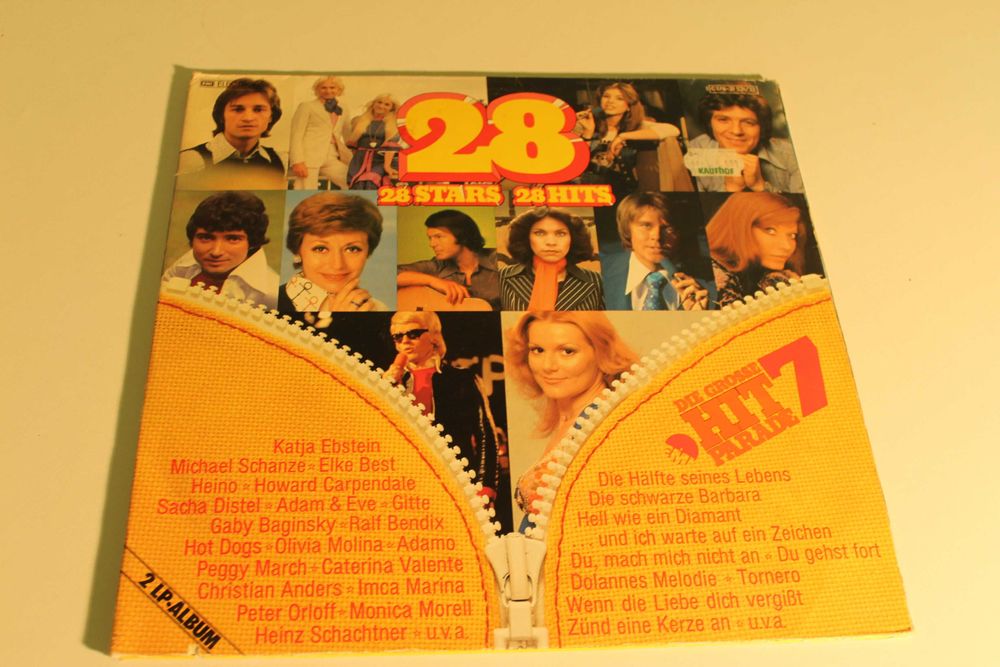 EMI
28
28 STARS 28 HITS
KAUFHOF
DIE GROSSE
HIT
PARADE 7
Katja Ebstein
Michael Schanze * Elke Best
Heino * Howard Carpendale
Sacha Distel * Adam & Eve * Gitte
Gaby Baginsky * Ralf Bendix
Hot Dogs * Olivia Molina * Adamo
Peggy March * Caterina Valente
Christian Anders * Imca Marina
Peter Orloff * Monica Morell
Heinz Schachtner * u.v.a.
2 LP-ALBUM
Die Hälfte seines Lebens
Die schwarze Barbara
Hell wie ein Diamant
... und ich warte auf ein Zeichen
Du, mach mich nicht an * Du gehst fort
Dolannes Melodie * Tornero
Wenn die Liebe dich vergißt
Zünd eine Kerze an * u.v.a.